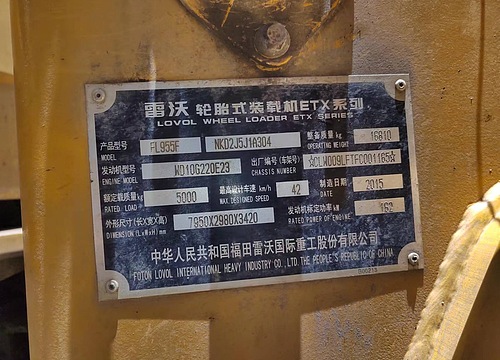 雷沃 轮胎式装载机ETX系列
LOVOL WHEEL LOADER ETX SERIES
产品型号 FL955F NKD2J5J1A304 整备质量 kg 16810
MODEL OPERATING WEIGHT
发动机型号 WD10G220E23 出厂编号(车架号) ☆CLW009LFTFC001165☆
ENGINE MODEL CHASSIS NUMBER
额定载质量kg 5000 最高设计车速 km/h 42 制造日期 2015
RATED. LOAD MAX DESIGNED SPEED DATE
外形尺寸(长X宽X高) 7950X2980X3420 发动机标定功率 kW 162
DIMENSION (LxWxH) mm RATED POWER OF ENGINE
中华人民共和国福田雷沃国际重工股份有限公司
FOTON LOVOL INTERNATIONAL HEAVY INDUSTRY CO., LTD. THE PEOPLE'S REPUBLIC OF CHINA